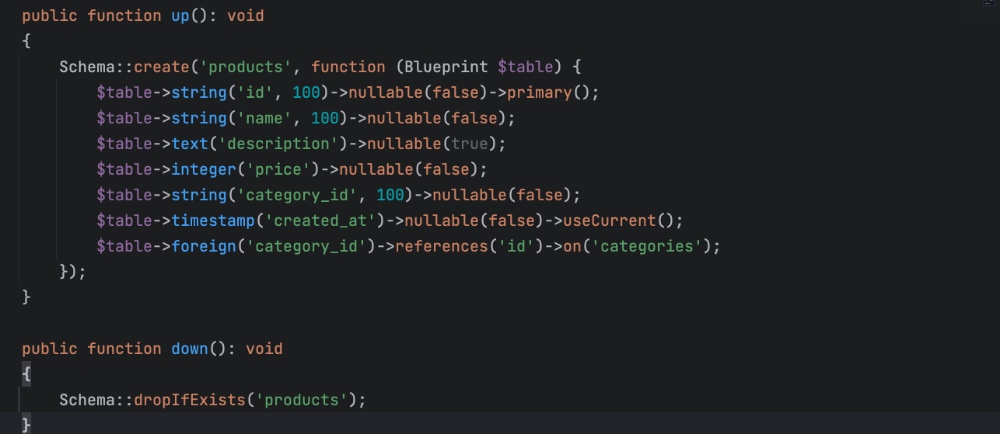 public function up(): void
{
    Schema::create('products', function (Blueprint $table) {
        $table->string('id', 100)->nullable(false)->primary();
        $table->string('name', 100)->nullable(false);
        $table->text('description')->nullable(true);
        $table->integer('price')->nullable(false);
        $table->string('category_id', 100)->nullable(false);
        $table->timestamp('created_at')->nullable(false)->useCurrent();
        $table->foreign('category_id')->references('id')->on('categories');
    });
}

public function down(): void
{
    Schema::dropIfExists('products');
}